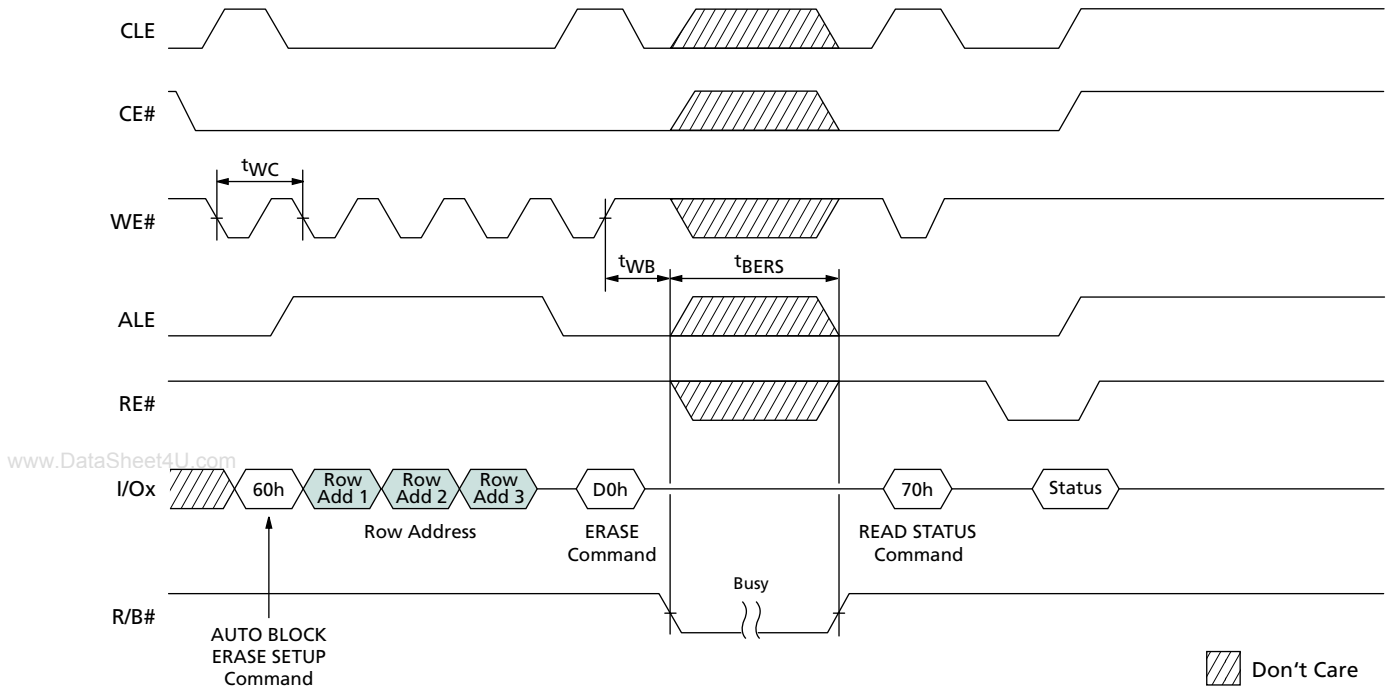 CLE
CE#
tWC
WE#
tWB
tBERS
ALE
RE#
www.DataSheet4U.com
I/Ox
60h
Row Add 1
Row Add 2
Row Add 3
D0h
70h
Status
Row Address
ERASE
Command
READ STATUS
Command
Busy
R/B#
AUTO BLOCK
ERASE SETUP
Command
Don't Care